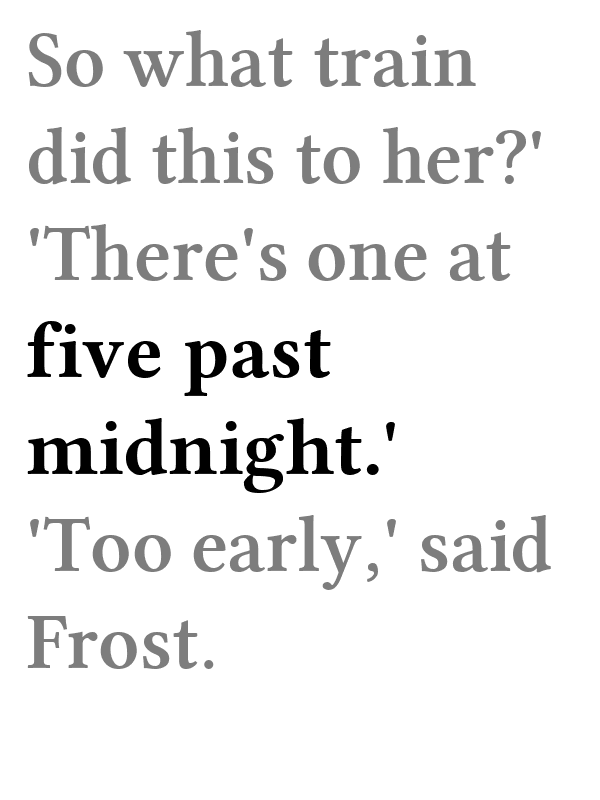 So what train
did this to her?'
'There's one at
five past
midnight.'
'Too early,' said
Frost.